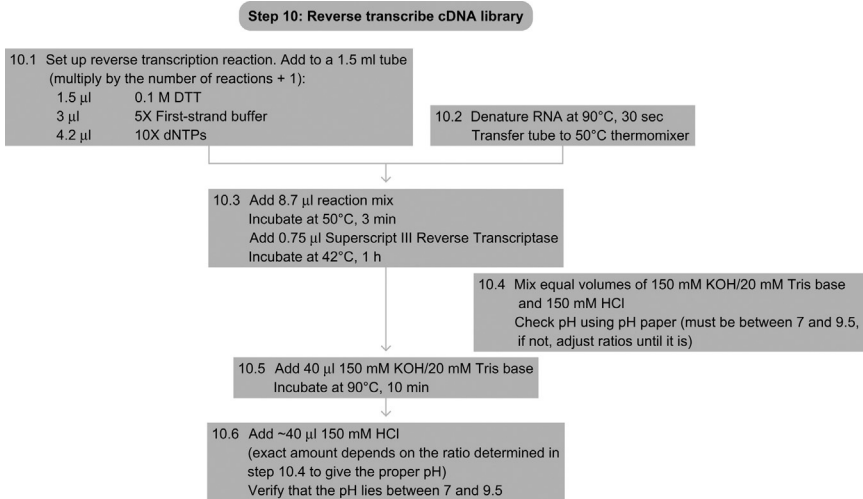 Step 10: Reverse transcribe cDNA library
10.1 Set up reverse transcription reaction. Add to a 1.5 ml tube
(multiply by the number of reactions + 1):
1.5 μl 0.1 M DTT
3 μl 5X First-strand buffer
4.2 μl 10X dNTPs
10.2 Denature RNA at 90°C, 30 sec
Transfer tube to 50°C thermomixer
10.3 Add 8.7 μl reaction mix
Incubate at 50°C, 3 min
Add 0.75 μl Superscript III Reverse Transcriptase
Incubate at 42°C, 1 h
10.4 Mix equal volumes of 150 mM KOH/20 mM Tris base
and 150 mM HCl
Check pH using pH paper (must be between 7 and 9.5,
if not, adjust ratios until it is)
10.5 Add 40 μl 150 mM KOH/20 mM Tris base
Incubate at 90°C, 10 min
10.6 Add ~40 μl 150 mM HCl
(exact amount depends on the ratio determined in
step 10.4 to give the proper pH)
Verify that the pH lies between 7 and 9.5